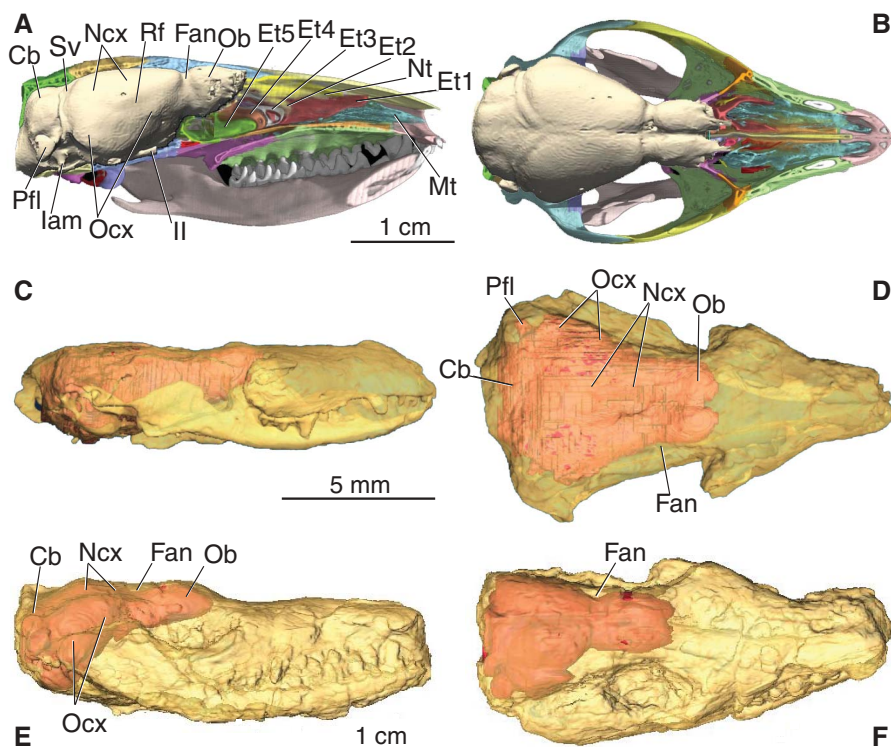 A
B
Cb Sv Ncx Rf Fan Ob Et5 Et4 Et3 Et2 Nt Et1
Pfl Iam Ocx II Mt
1 cm
C
D
Pfl Ocx Ncx Ob
Cb
Fan
5 mm
Cb Ncx Fan Ob
Fan
Ocx
1 cm
E
F